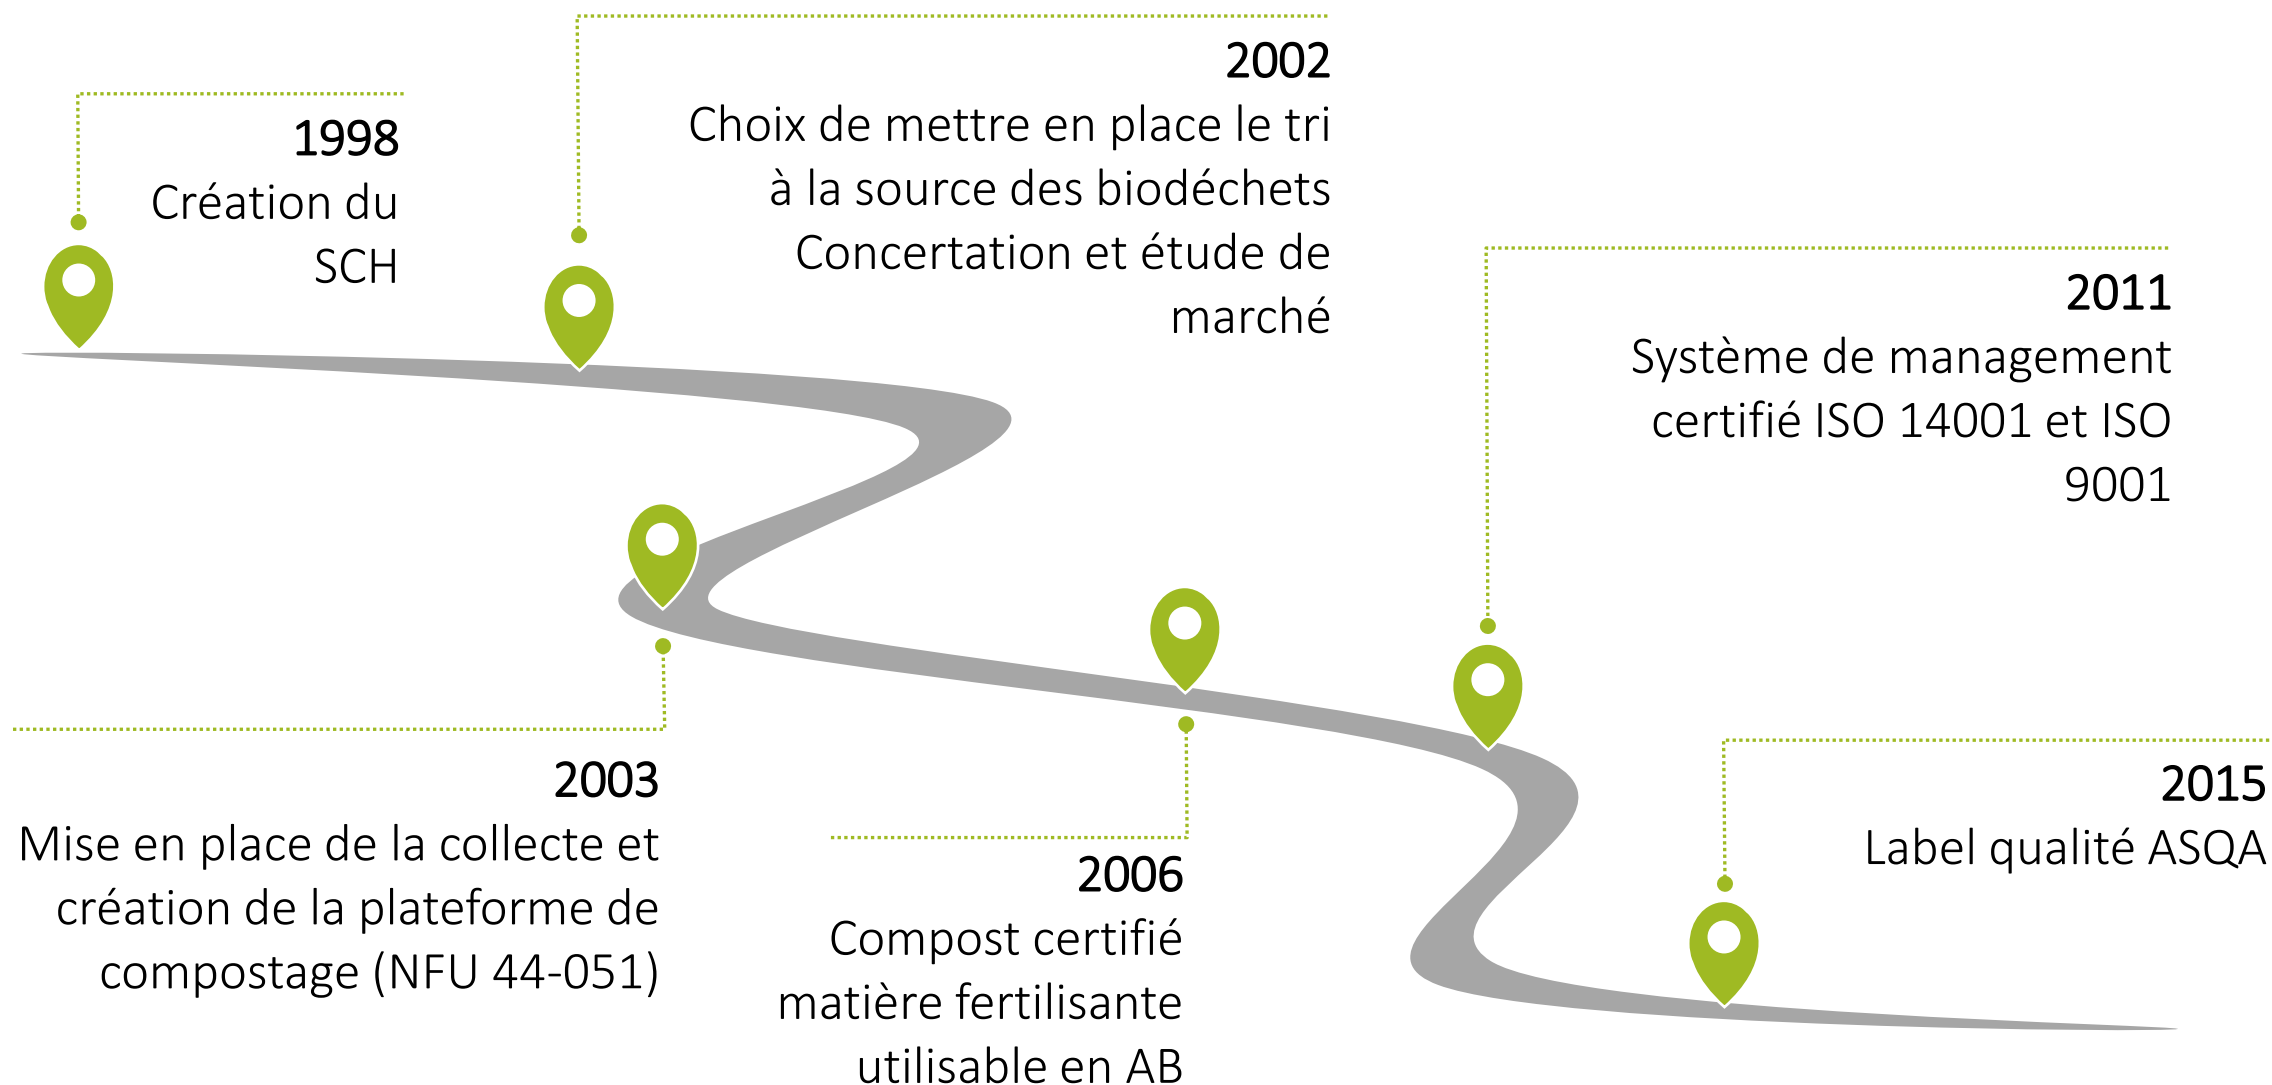 1998
Création du
SCH
2002
Choix de mettre en place le tri
à la source des biodéchets
Concertation et étude de
marché
2003
Mise en place de la collecte et
création de la plateforme de
compostage (NFU 44-051)
2006
Compost certifié
matière fertilisante
utilisable en AB
2011
Système de management
certifié ISO 14001 et ISO
9001
2015
Label qualité ASQA